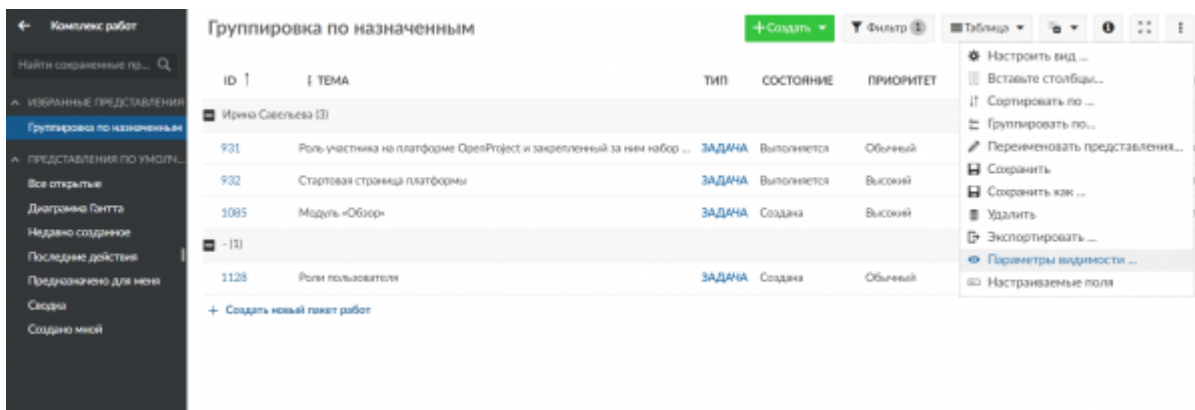 Комплекс работ
Группировка по назначенным
Создать
Фильтр 1
Таблица
Найти сохраненные пр...
ИЗБРАННЫЕ ПРЕДСТАВЛЕНИЯ
Группировка по назначенным
ПРЕДСТАВЛЕНИЯ ПО УМОЛЧ...
Все открытые
Диаграмма Гантта
Недавно созданное
Последние действия
Предназначено для меня
Сводка
Создано мной
ID ТЕМА ТИП СОСТОЯНИЕ ПРИОРИТЕТ
Ирина Савельева (3)
931 Роль участника на платформе OpenProject и закрепленный за ним набор ... ЗАДАЧА Выполняется Обычный
932 Стартовая страница платформы ЗАДАЧА Выполняется Высокий
1085 Модуль «Обзор» ЗАДАЧА Создана Высокий
- (1)
1128 Роли пользователя ЗАДАЧА Создана Обычный
+ Создать новый пакет работ
Настроить вид ...
Вставьте столбцы...
Сортировать по ...
Группировать по...
Переименовать представления...
Сохранить
Сохранить как ...
Удалить
Экспортировать ...
Параметры видимости ...
Настраиваемые поля